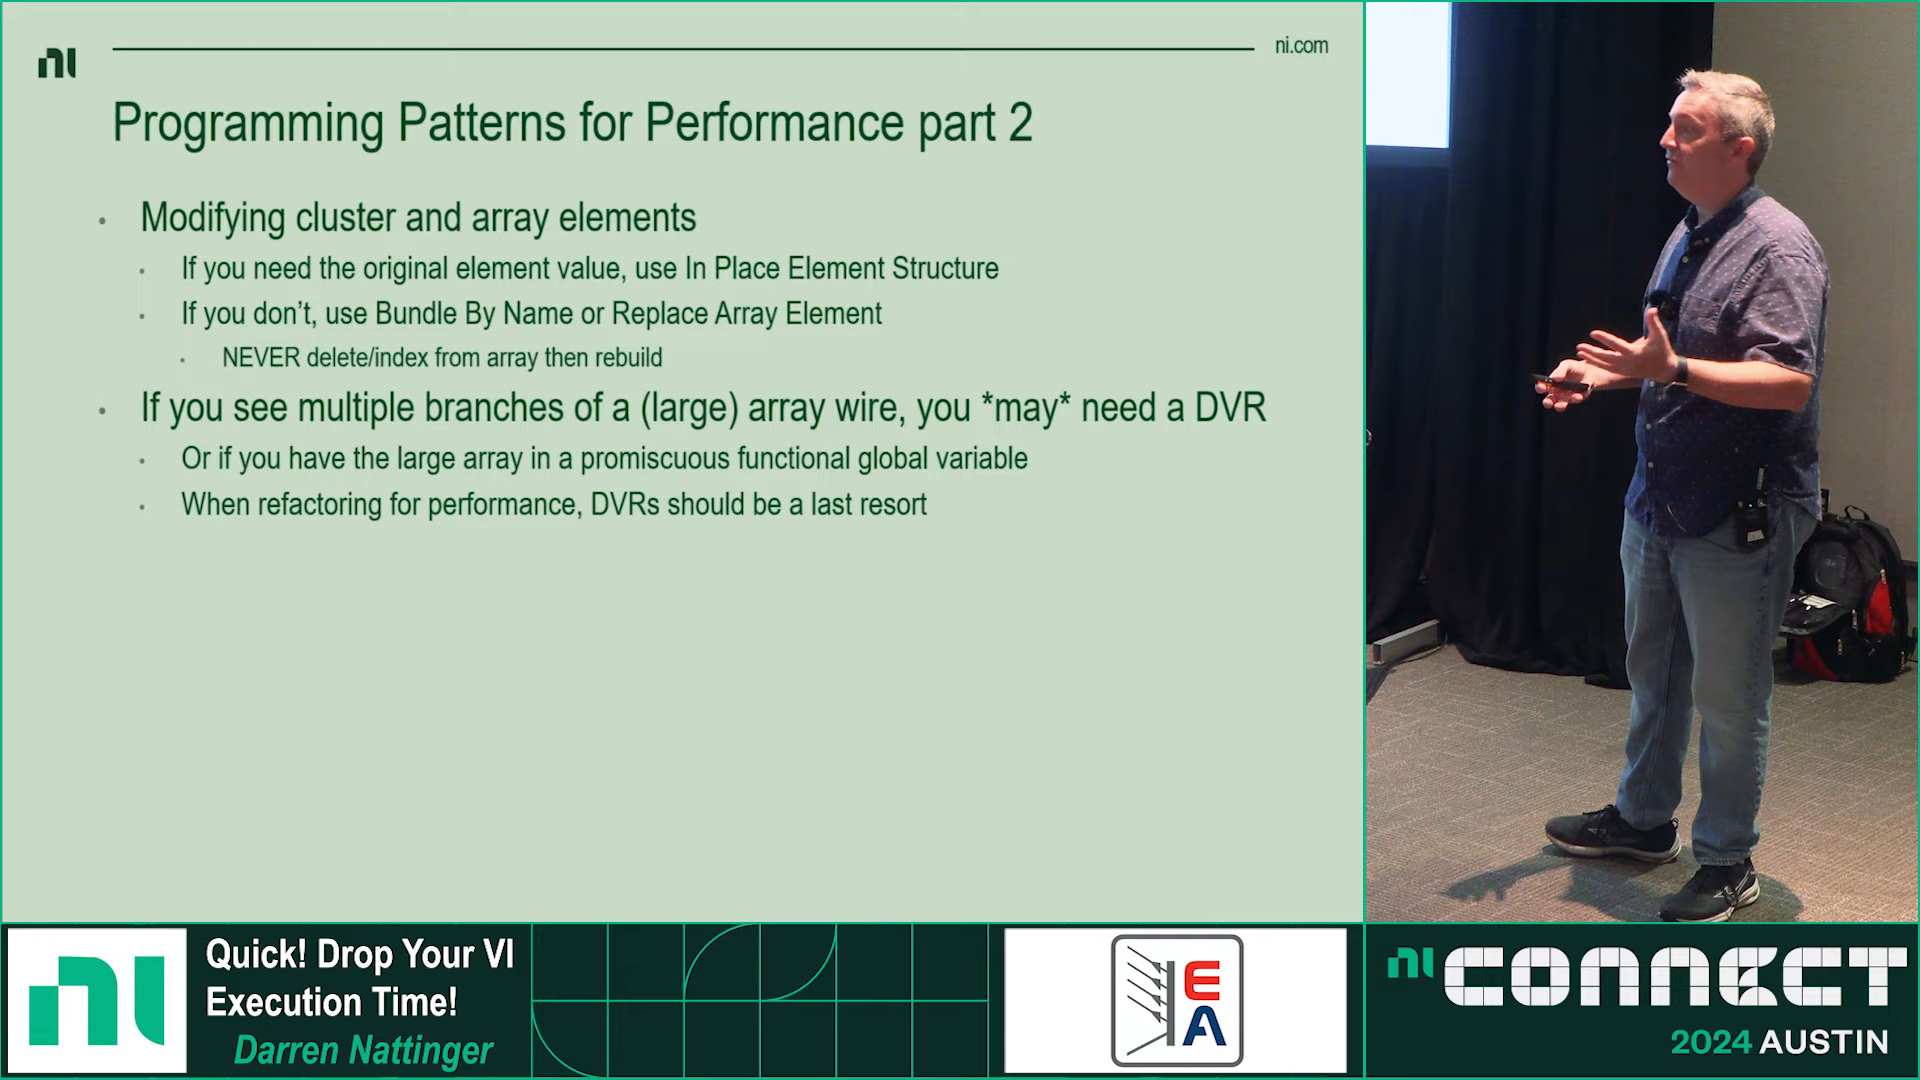 ni
ni.com
Programming Patterns for Performance part 2
Modifying cluster and array elements
If you need the original element value, use In Place Element Structure
If you don't, use Bundle By Name or Replace Array Element
NEVER delete/index from array then rebuild
If you see multiple branches of a (large) array wire, you *may* need a DVR
Or if you have the large array in a promiscuous functional global variable
When refactoring for performance, DVRs should be a last resort
ni
Quick! Drop Your VI
Execution Time!
Darren Nattinger
E
A
ni CONNECT
2024 AUSTIN